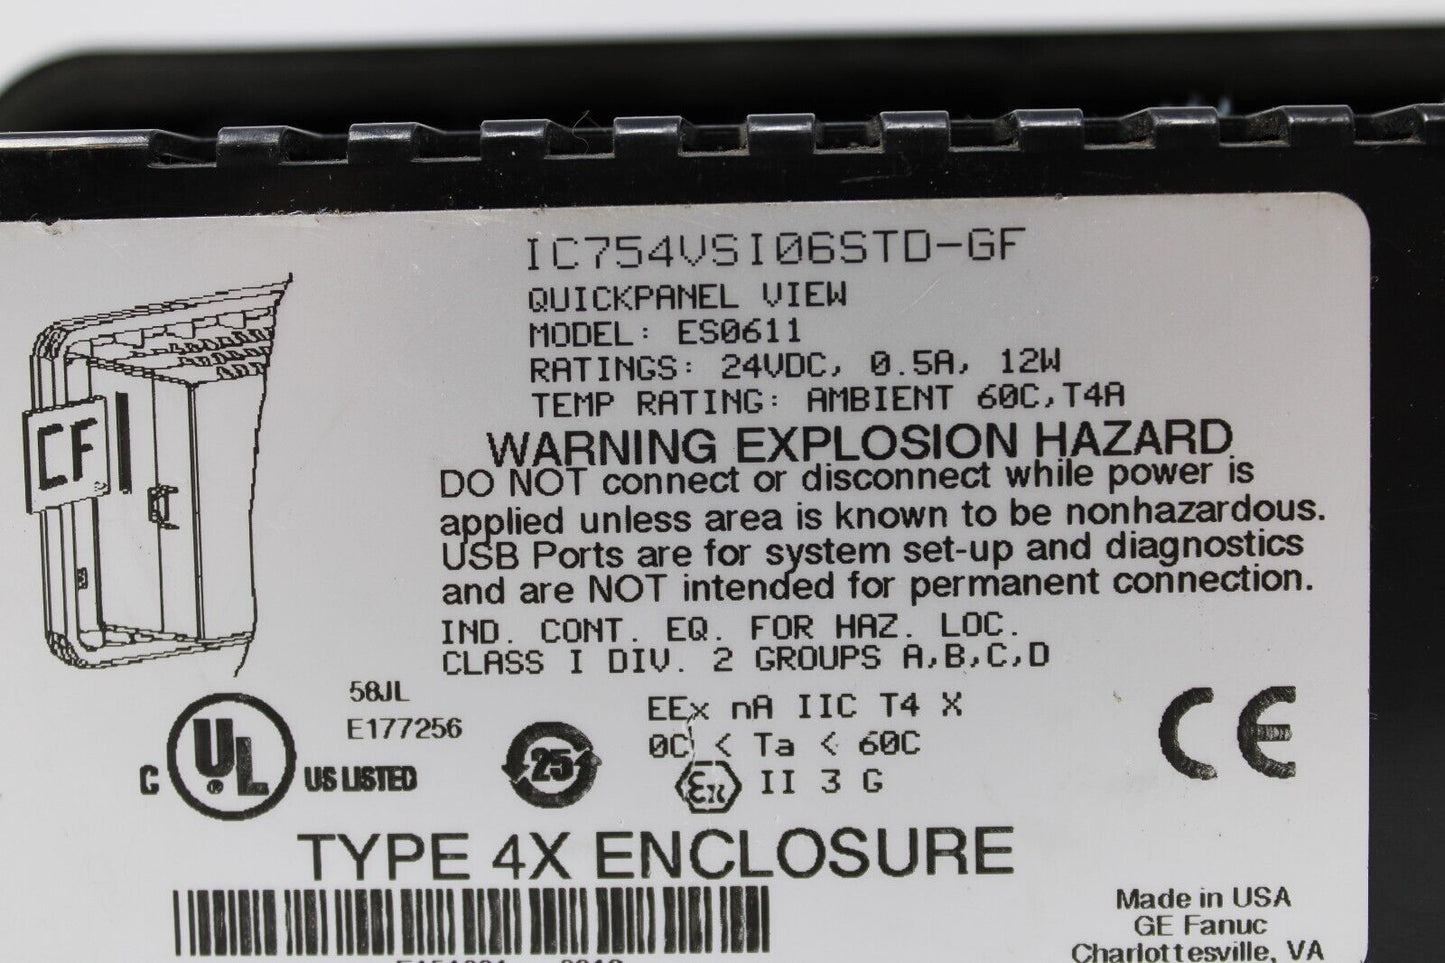 IC754VSI06STD-GF
QUICKPANEL VIEW
MODEL: ES0611
RATINGS: 24VDC, 0.5A, 12W
TEMP RATING: AMBIENT 60C,T4A
WARNING EXPLOSION HAZARD
DO NOT connect or disconnect while power is
applied unless area is known to be nonhazardous.
USB Ports are for system set-up and diagnostics
and are NOT intended for permanent connection.
IND. CONT. EQ. FOR HAZ. LOC.
CLASS I DIV. 2 GROUPS A,B,C,D
CF
58JL
E177256
C UL ® US LISTED
25
EEx nA IIC T4 X
0C < Ta < 60C
Ex II 3 G
CE
TYPE 4X ENCLOSURE
Made in USA
GE Fanuc
Charlottesville, VA